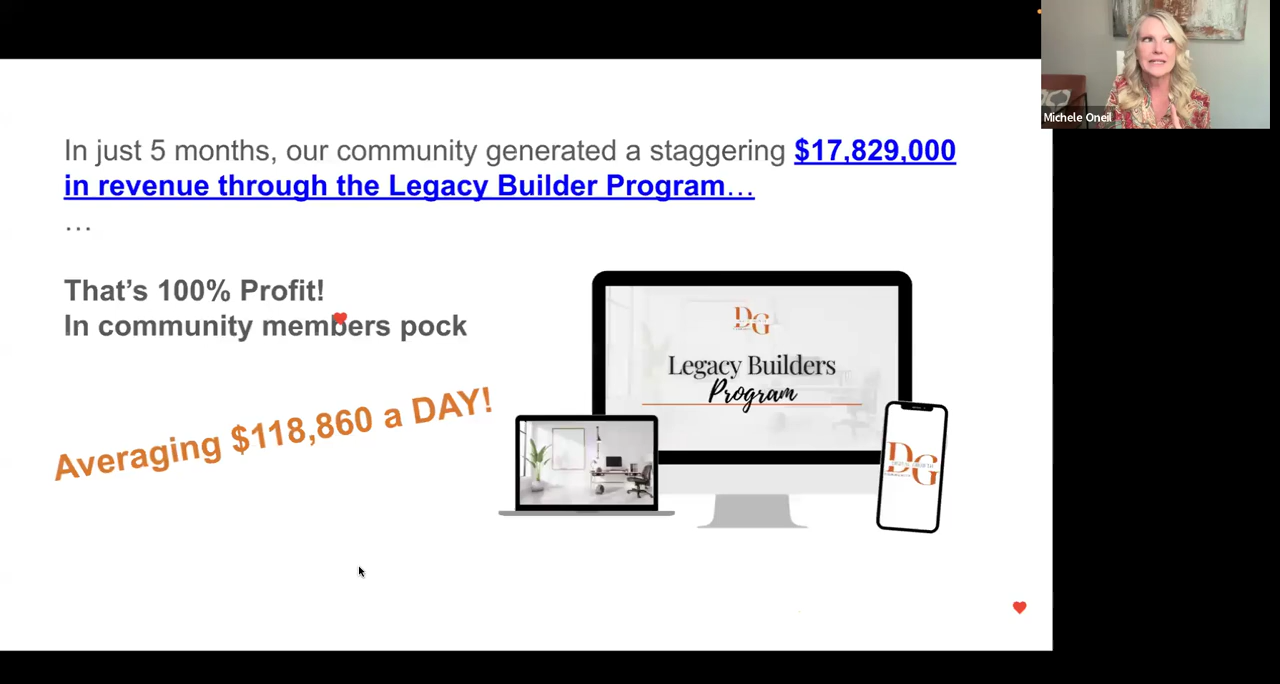 Michele Oneil
In just 5 months, our community generated a staggering $17,829,000
in revenue through the Legacy Builder Program…
…
That’s 100% Profit!
In community members pock
Averaging $118,860 a DAY!
DG
Legacy Builders
Program
DG